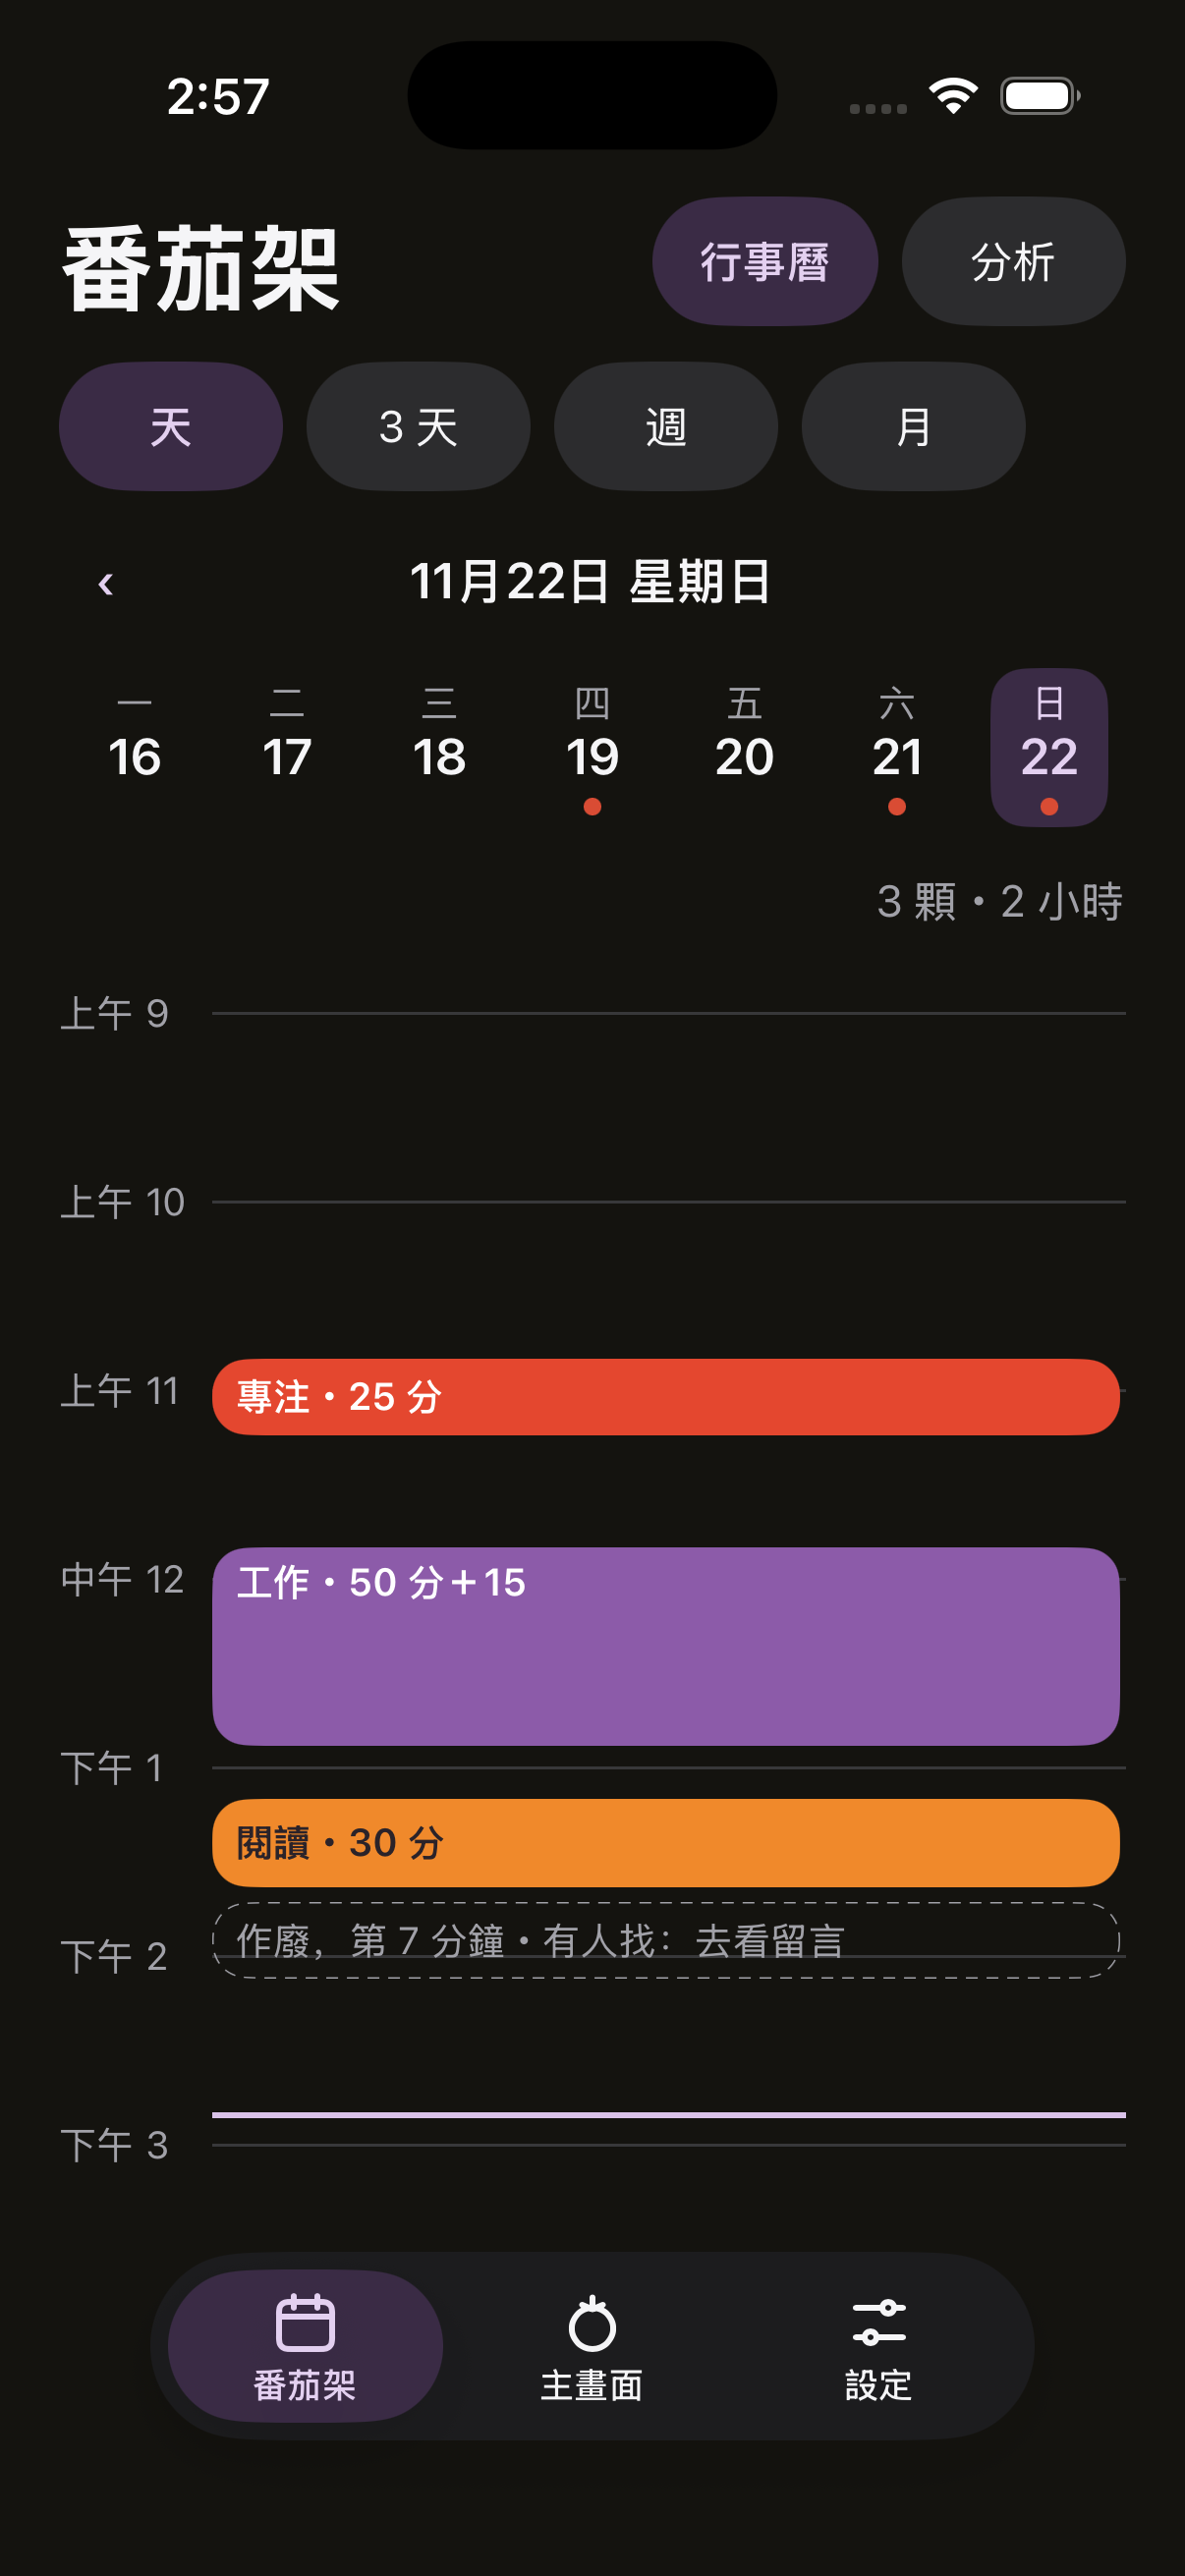 2:57
番茄架
行事曆
分析
天
3 天
週
月
‹
11月22日 星期日
一 二 三 四 五 六 日
16 17 18 19 20 21 22
3 顆・2 小時
上午 9
上午 10
上午 11
專注・25 分
中午 12
工作・50 分＋15
下午 1
閱讀・30 分
作廢，第 7 分鐘・有人找：去看留言
下午 2
下午 3
番茄架
主畫面
設定